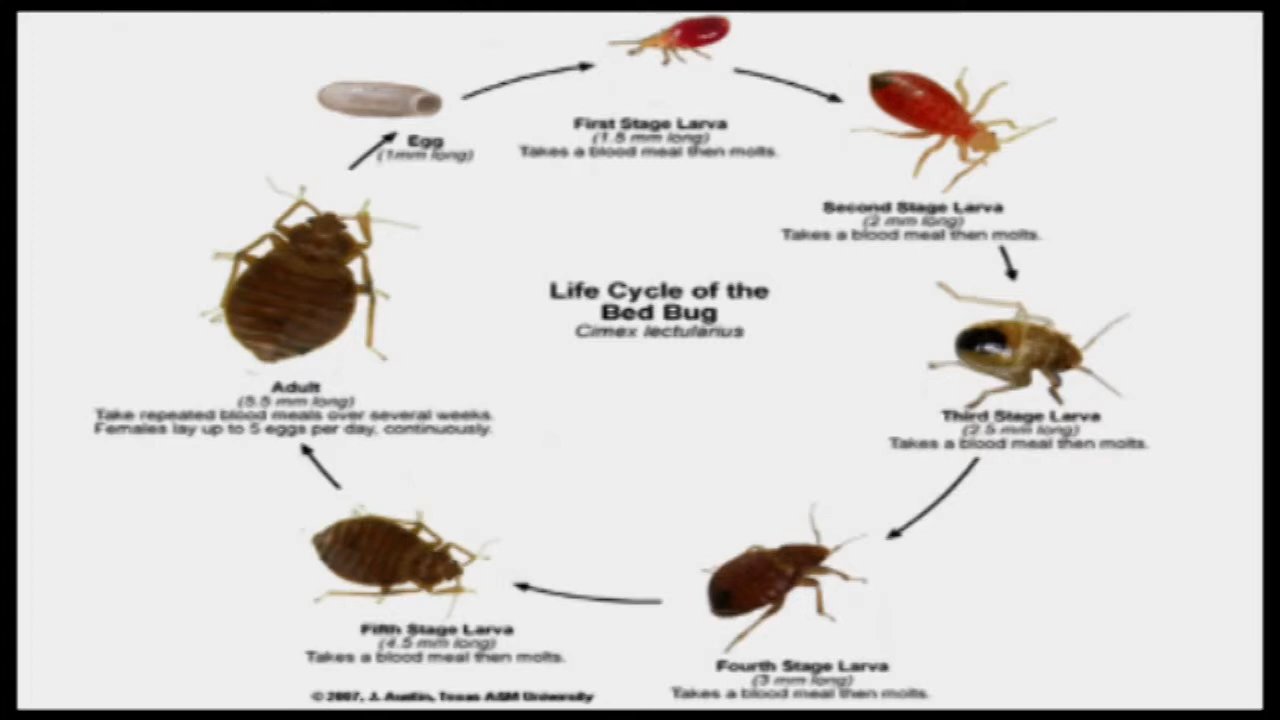 Egg
(1mm long)
First Stage Larva
(1.5 mm long)
Takes a blood meal then molts.
Second Stage Larva
(2 mm long)
Takes a blood meal then molts.
Life Cycle of the
Bed Bug
Cimex lectularius
Third Stage Larva
(2.5 mm long)
Takes a blood meal then molts.
Adult
(5.5 mm long)
Take repeated blood meals over several weeks.
Females lay up to 5 eggs per day, continuously.
Fifth Stage Larva
(4.5 mm long)
Takes a blood meal then molts.
Fourth Stage Larva
(3 mm long)
Takes a blood meal then molts.
© 2007, J. Austin, Texas A&M University